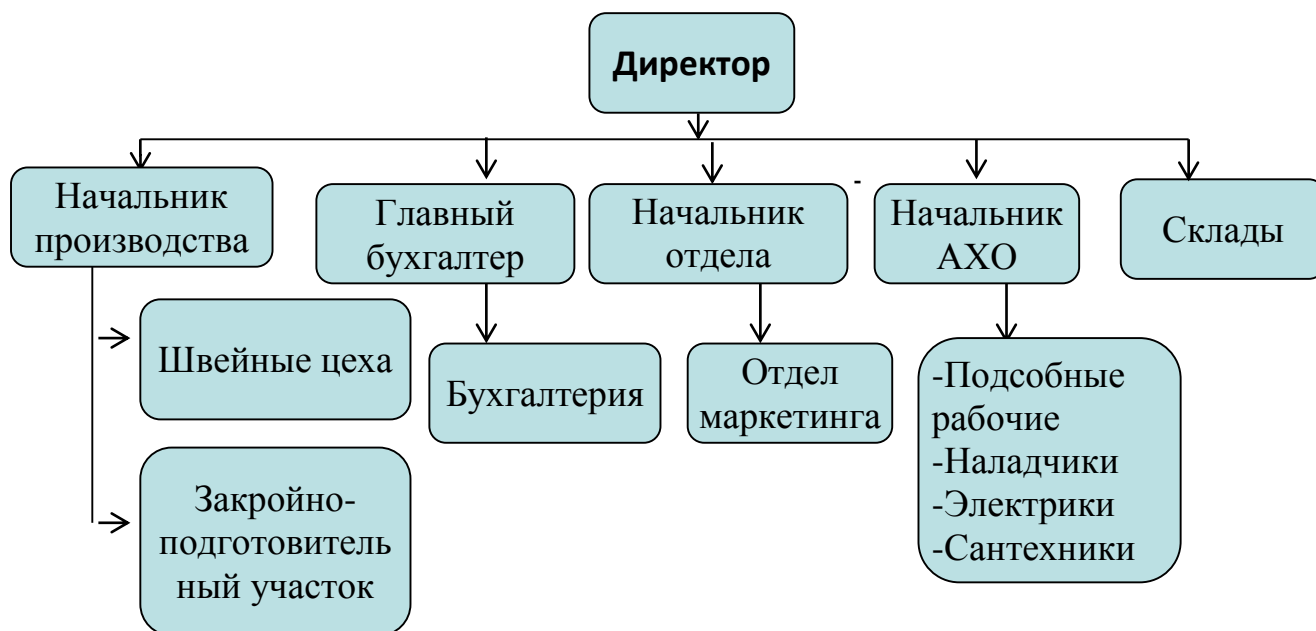 Директор
Начальник
производства
Главный
бухгалтер
Начальник
отдела
-
Начальник
АХО
Склады
Швейные цеха
Закройно-
подготовитель
ный участок
Бухгалтерия
Отдел
маркетинга
-Подсобные
рабочие
-Наладчики
-Электрики
-Сантехники